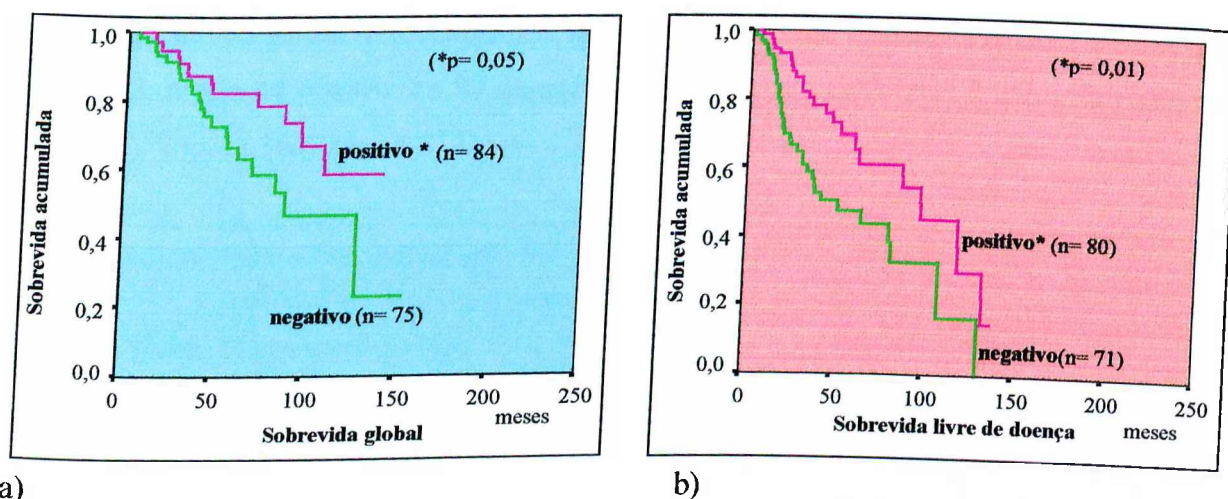 1,0
0,8
0,6
0,4
0,2
0,0
Sobrevida acumulada
(*p= 0,05)
positivo * (n= 84)
negativo (n= 75)
0 50 100 150 200 250
meses
Sobrevida global
a)
1,0
0,8
0,6
0,4
0,2
0,0
Sobrevida acumulada
(*p= 0,01)
positivo* (n= 80)
negativo(n= 71)
0 50 100 150 200 250
Sobrevida livre de doença meses
b)